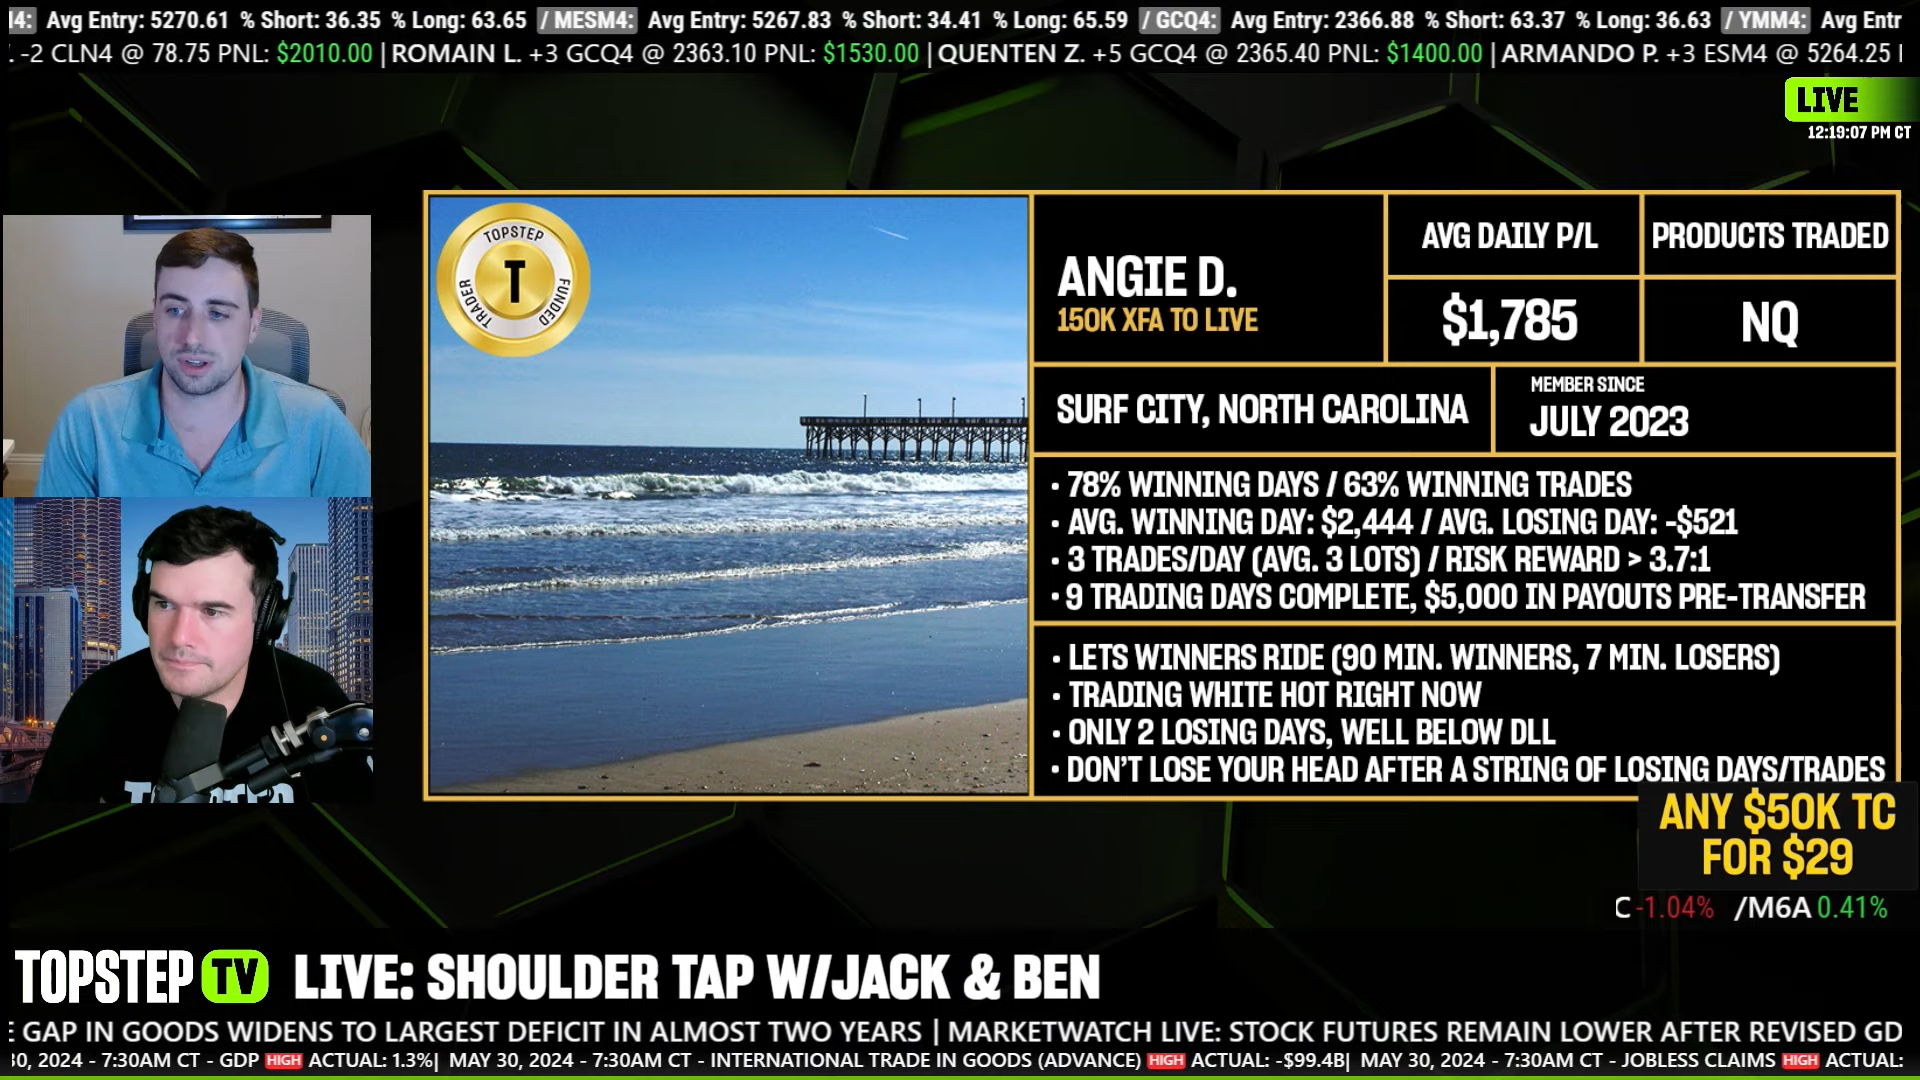 4: Avg Entry: 5270.61 % Short: 36.35 % Long: 63.65 / MESM4: Avg Entry: 5267.83 % Short: 34.41 % Long: 65.59 / GCQ4: Avg Entry: 2366.88 % Short: 63.37 % Long: 36.63 / YMM4: Avg Entr
. -2 CLN4 @ 78.75 PNL: $2010.00 | ROMAIN L. +3 GCQ4 @ 2363.10 PNL: $1530.00 | QUENTEN Z. +5 GCQ4 @ 2365.40 PNL: $1400.00 | ARMANDO P. +3 ESM4 @ 5264.25
LIVE
12:19:07 PM CT
TOPSTEP
T
FUNDED
TRADER
ANGIE D.
150K XFA TO LIVE
AVG DAILY P/L
$1,785
PRODUCTS TRADED
NQ
SURF CITY, NORTH CAROLINA
MEMBER SINCE
JULY 2023
· 78% WINNING DAYS / 63% WINNING TRADES
· AVG. WINNING DAY: $2,444 / AVG. LOSING DAY: -$521
· 3 TRADES/DAY (AVG. 3 LOTS) / RISK REWARD > 3.7:1
· 9 TRADING DAYS COMPLETE, $5,000 IN PAYOUTS PRE-TRANSFER
· LETS WINNERS RIDE (90 MIN. WINNERS, 7 MIN. LOSERS)
· TRADING WHITE HOT RIGHT NOW
· ONLY 2 LOSING DAYS, WELL BELOW DLL
· DON'T LOSE YOUR HEAD AFTER A STRING OF LOSING DAYS/TRADES
ANY $50K TC
FOR $29
C -1.04% /M6A 0.41%
TOPSTEP TV LIVE: SHOULDER TAP W/JACK & BEN
E GAP IN GOODS WIDENS TO LARGEST DEFICIT IN ALMOST TWO YEARS | MARKETWATCH LIVE: STOCK FUTURES REMAIN LOWER AFTER REVISED GD
30, 2024 - 7:30AM CT - GDP HIGH ACTUAL: 1.3%| MAY 30, 2024 - 7:30AM CT - INTERNATIONAL TRADE IN GOODS (ADVANCE) HIGH ACTUAL: -$99.4B| MAY 30, 2024 - 7:30AM CT - JOBLESS CLAIMS HIGH ACTUAL: